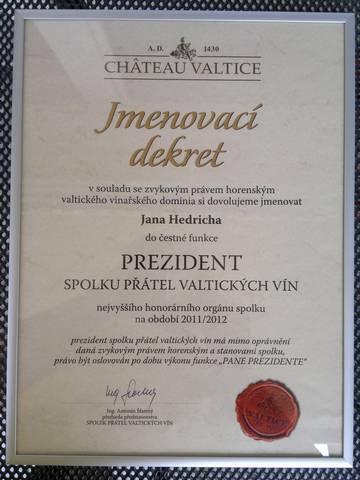 A. D. 1430
CHÂTEAU VALTICE
Jmenovací
dekret
v souladu se zvykovým právem horenským
valtického vinařského dominia si dovolujeme jmenovat
Jana Hedricha
do čestné funkce
PREZIDENT
SPOLKU PŘÁTEL VALTICKÝCH VÍN
nejvyššího honorárního orgánu spolku
na období 2011/2012
prezident spolku přátel valtických vín má mimo oprávnění
daná zvykovým právem horenským a stanovami spolku,
právo být oslovován po dobu výkonu funkce „PANE PREZIDENTE“
Ing. Antonín Šťastný
předseda představenstva
SPOLEK PŘÁTEL VALTICKÝCH VÍN
VALTICE